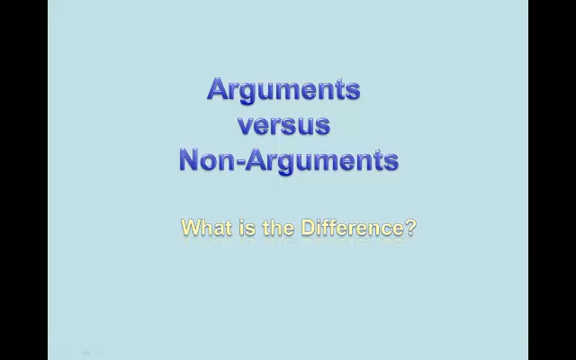 Arguments
versus
Non-Arguments
What is the Difference?